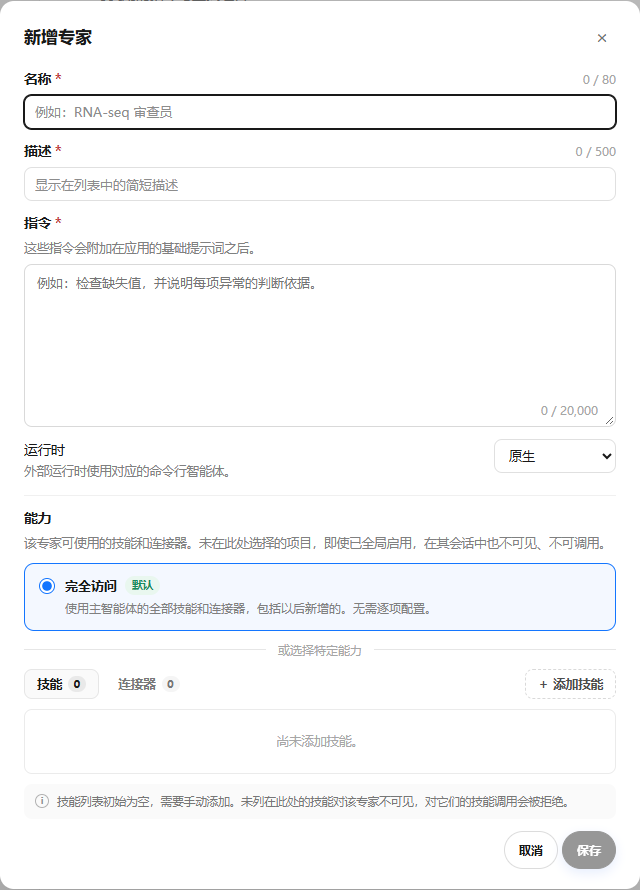 新增专家
×
名称 *
0 / 80
例如：RNA-seq 审查员
描述 *
0 / 500
显示在列表中的简短描述
指令 *
这些指令会附加在应用的基础提示词之后。
例如：检查缺失值，并说明每项异常的判断依据。
0 / 20,000
运行时
外部运行时使用对应的命令行智能体。
原生
能力
该专家可使用的技能和连接器。未在此处选择的项目，即使已全局启用，在其会话中也不可见、不可调用。
完全访问 默认
使用主智能体的全部技能和连接器，包括以后新增的。无需逐项配置。
或选择特定能力
技能 0
连接器 0
+ 添加技能
尚未添加技能。
技能列表初始为空，需要手动添加。未列在此处的技能对该专家不可见，对它们的技能调用会被拒绝。
取消
保存